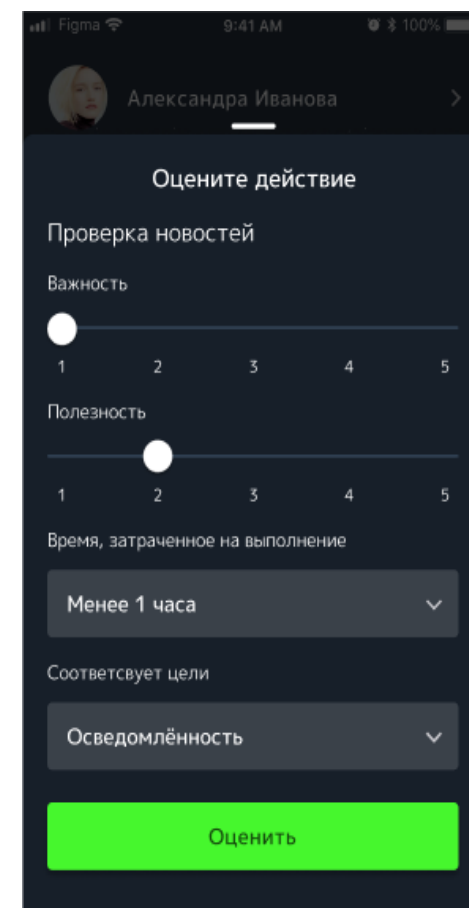 Figma 9:41 AM 100%
Александра Иванова
Оцените действие
Проверка новостей
Важность
1 2 3 4 5
Полезность
1 2 3 4 5
Время, затраченное на выполнение
Менее 1 часа
Соответсвует цели
Осведомлённость
Оценить